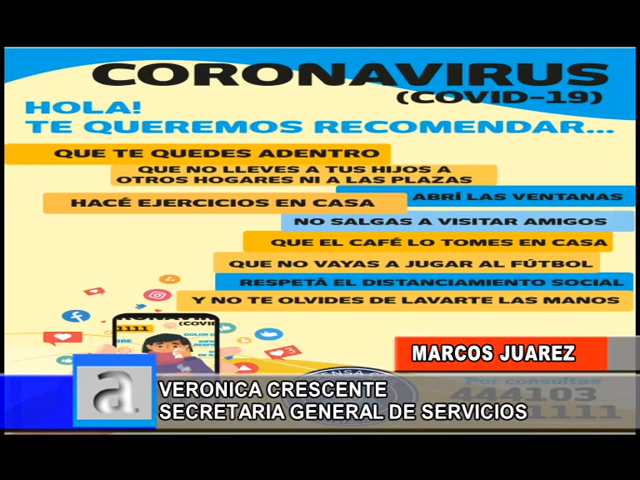 CORONAVIRUS
(COVID-19)
HOLA!
TE QUEREMOS RECOMENDAR...
QUE TE QUEDES ADENTRO
QUE NO LLEVES A TUS HIJOS A
OTROS HOGARES NI A LAS PLAZAS
ABRÍ LAS VENTANAS
HACÉ EJERCICIOS EN CASA
NO SALGAS A VISITAR AMIGOS
QUE EL CAFÉ LO TOMES EN CASA
QUE NO VAYAS A JUGAR AL FÚTBOL
RESPETÁ EL DISTANCIAMIENTO SOCIAL
Y NO TE OLVIDES DE LAVARTE LAS MANOS
1111
MARCOS JUAREZ
Por consultas
444103
a
VERONICA CRESCENTE
SECRETARIA GENERAL DE SERVICIOS